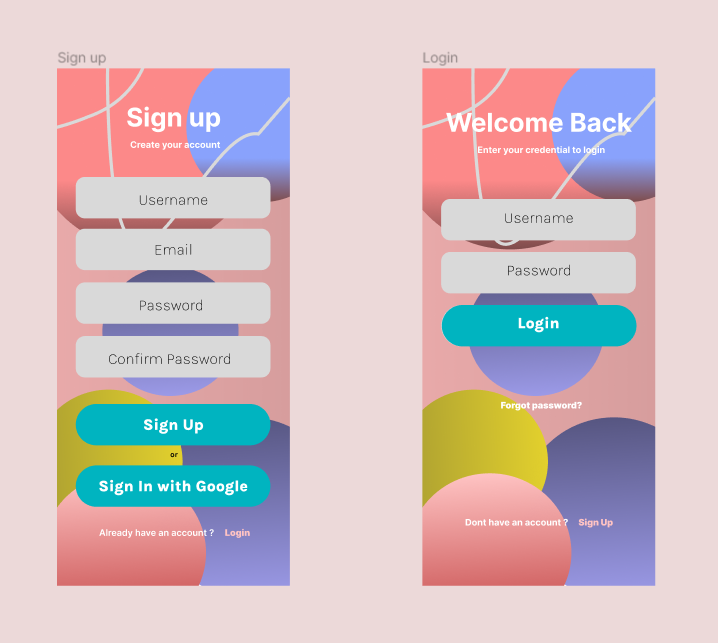 Sign up
Sign up
Create your account
Username
Email
Password
Confirm Password
Sign Up
or
Sign In with Google
Already have an account ? Login
Login
Welcome Back
Enter your credential to login
Username
Password
Login
Forgot password?
Dont have an account ? Sign Up